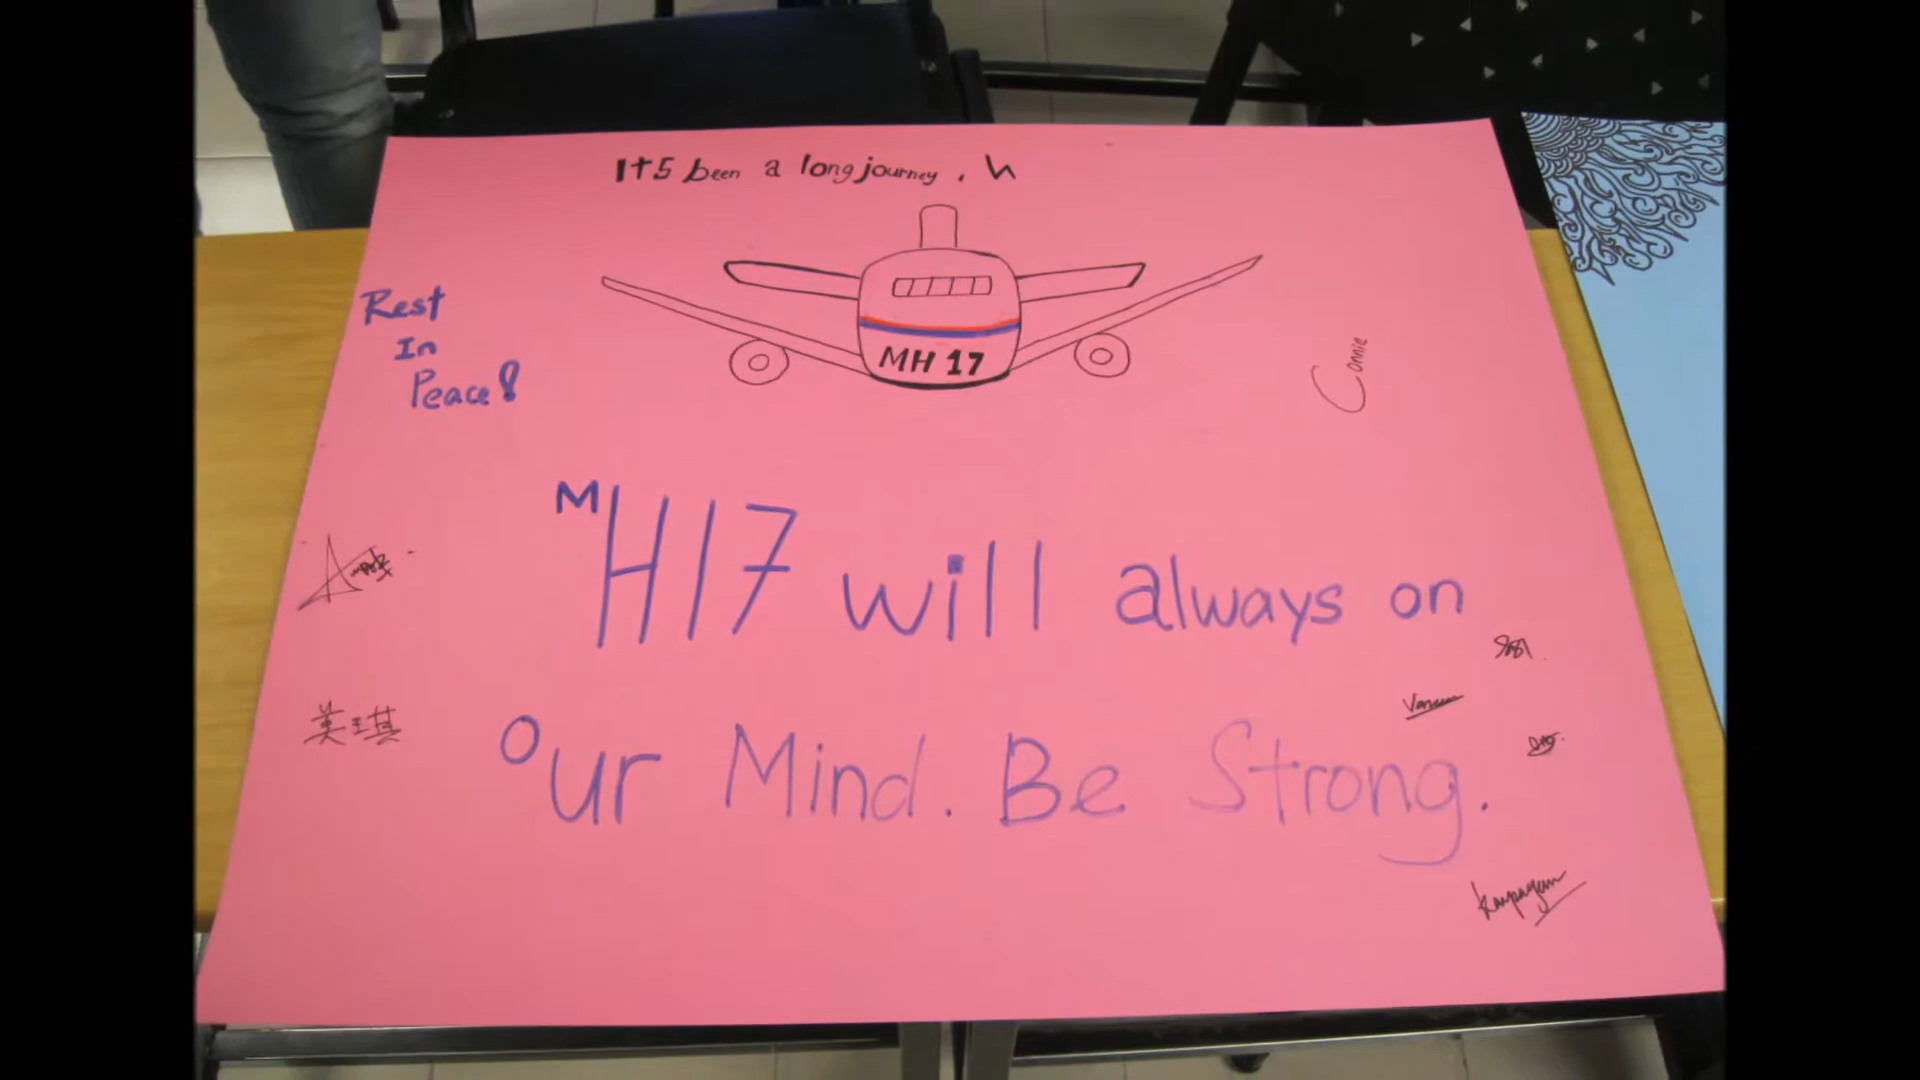 ITS been a long journey.
Rest
In
Peace!
MH 17
Connie
MH17 will always on
our Mind. Be Strong.
美琪